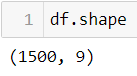 1 df.shape
(1500, 9)